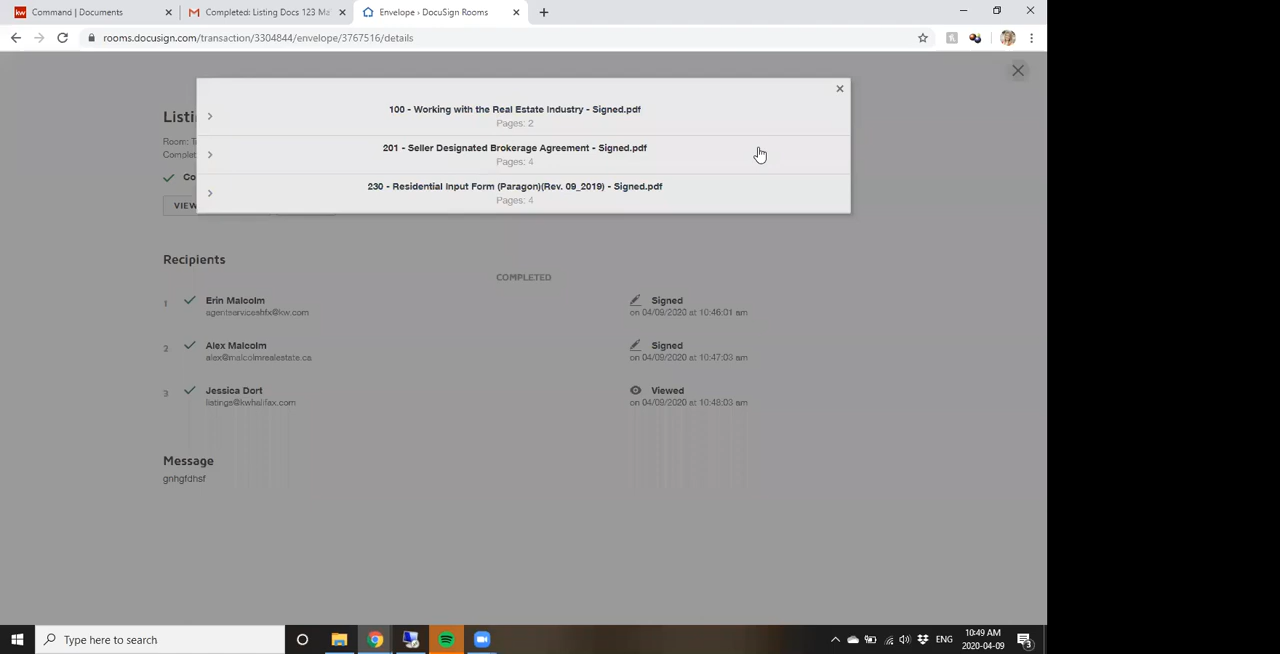 Command | Documents
Completed: Listing Docs 123 Ma
Envelope › DocuSign Rooms
rooms.docusign.com/transaction/3304844/envelope/3767516/details
100 - Working with the Real Estate Industry - Signed.pdf
Pages: 2
201 - Seller Designated Brokerage Agreement - Signed.pdf
Pages: 4
230 - Residential Input Form (Paragon)(Rev. 09_2019) - Signed.pdf
Pages: 4
Listi
Room: T
Complet
Co
VIEW
Recipients
COMPLETED
1 Erin Malcolm Signed
agentserviceshfx@kw.com on 04/09/2020 at 10:46:01 am
2 Alex Malcolm Signed
alex@malcolmrealestate.ca on 04/09/2020 at 10:47:03 am
3 Jessica Dort Viewed
listings@kwhalifax.com on 04/09/2020 at 10:48:03 am
Message
gnhgfdhsf
Type here to search
ENG
10:49 AM
2020-04-09
3